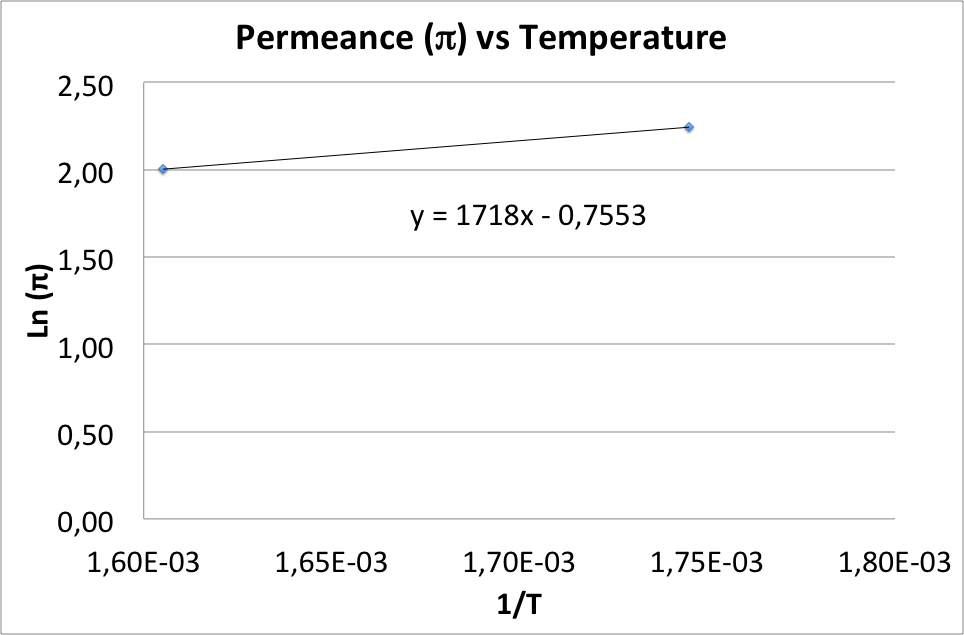 Permeance (π) vs Temperature
2,50
2,00
1,50
1,00
0,50
0,00
Ln (π)
y = 1718x - 0,7553
1,60E-03 1,65E-03 1,70E-03 1,75E-03 1,80E-03
1/T